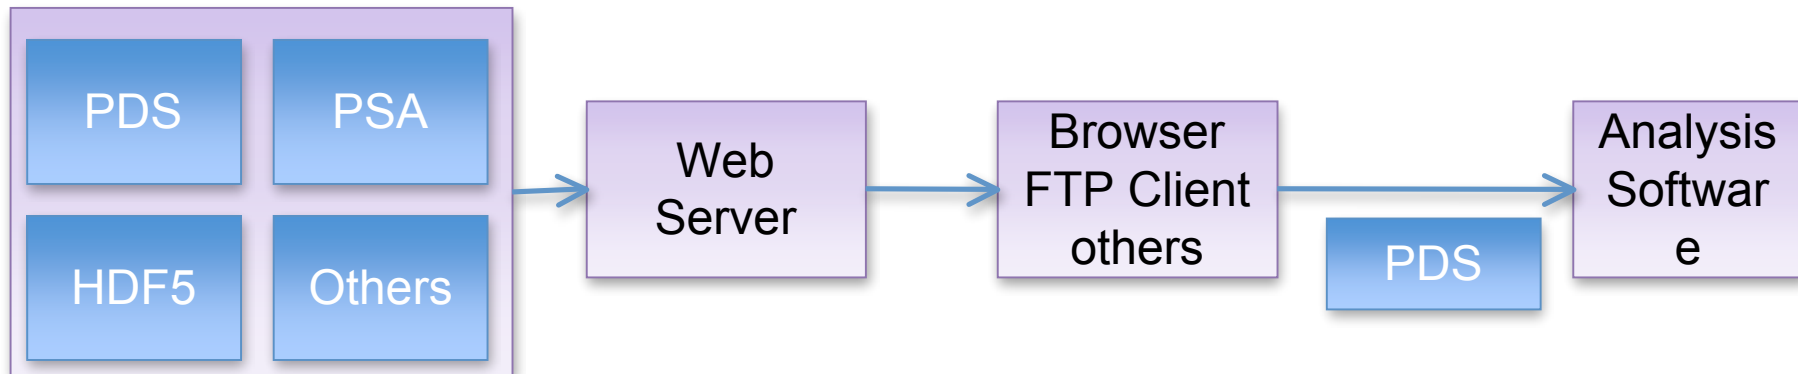 PDS
PSA
HDF5
Others
Web
Server
Browser
FTP Client
others
PDS
Analysis
Softwar
e